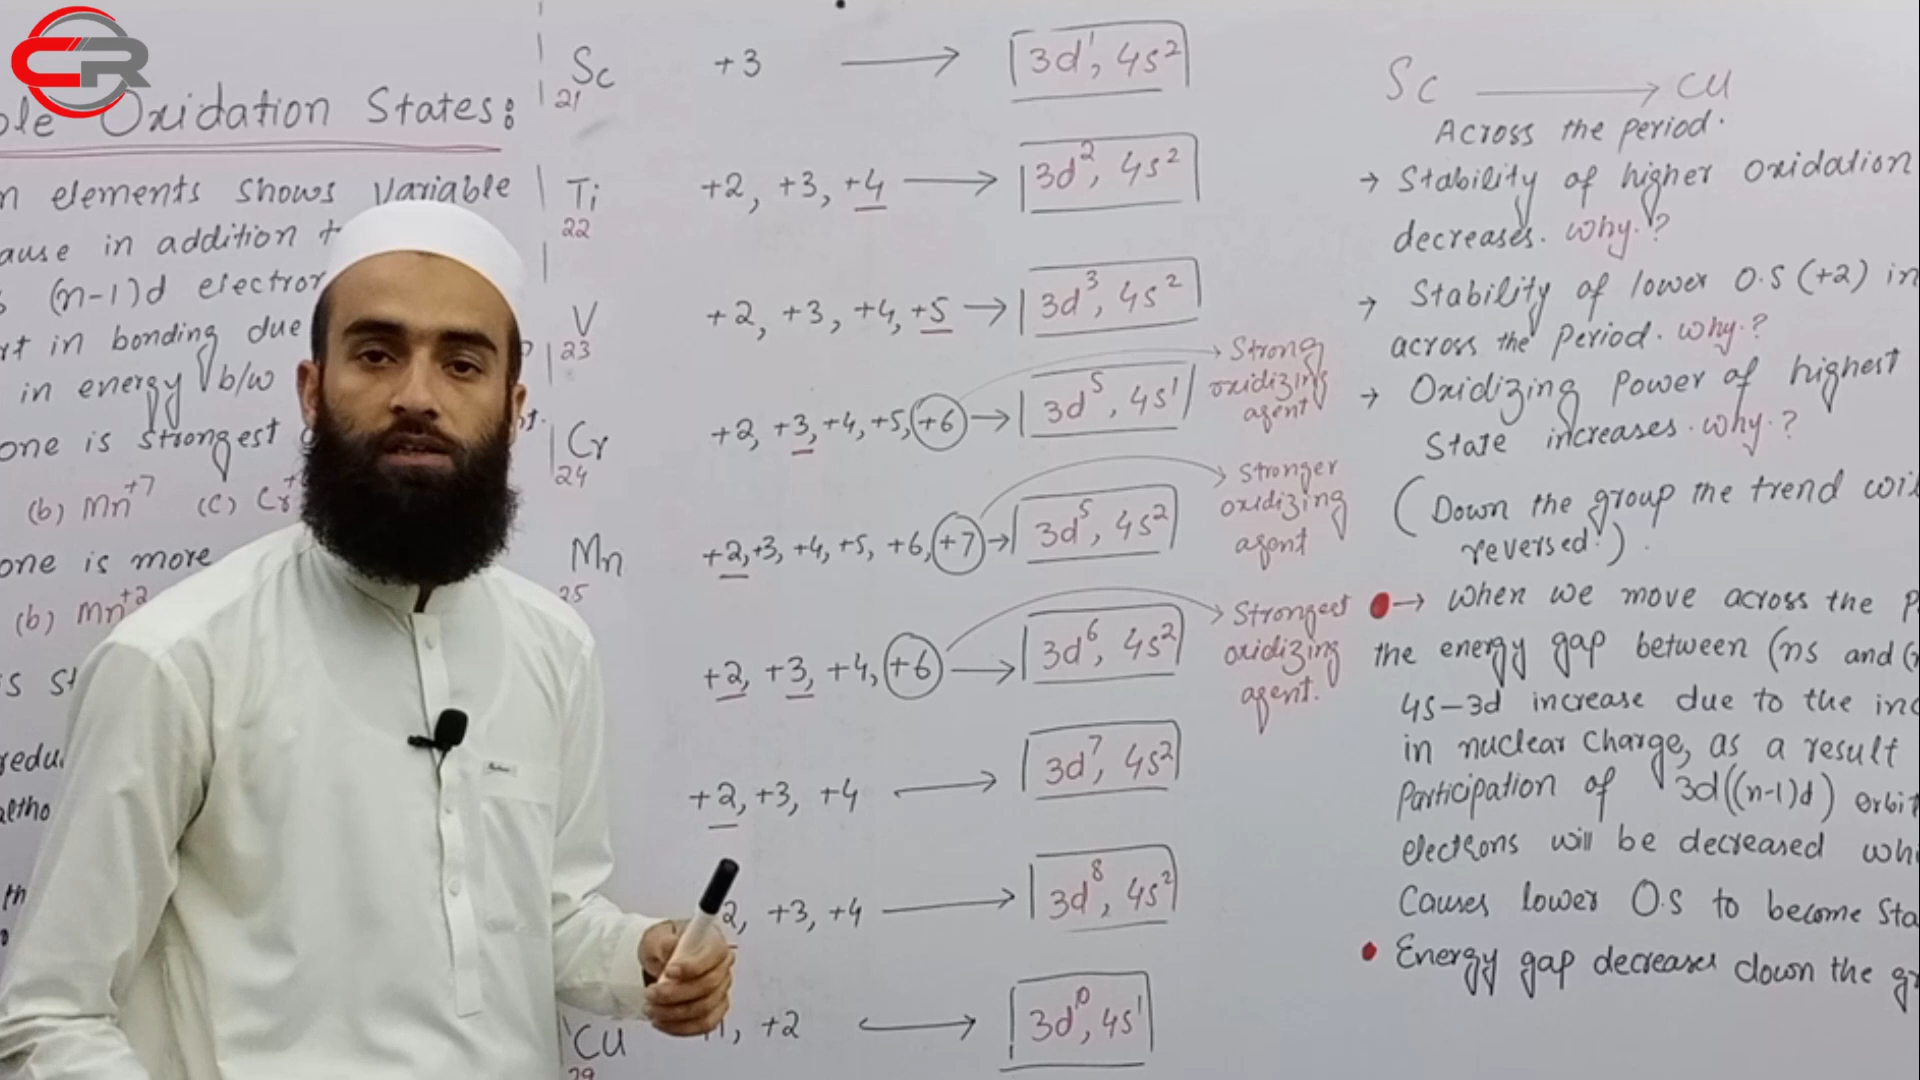 CR
Oxidation States:
elements shows variable
in addition
(n-1)d
in bonding due
in energy b/w
one is strongest
(b) Mn+7 (c) Cr
one is more
(b) Mn+2
Sc +3 → 3d1, 4s2
21
Ti +2, +3, +4 → 3d2, 4s2
22
V +2, +3, +4, +5 → 3d3, 4s2
23
Cr +2, +3, +4, +5, +6 → 3d5, 4s1
24
Strong
oxidizing
agent
Mn +2, +3, +4, +5, +6, +7 → 3d5, 4s2
25
Stronger
oxidizing
agent
+2, +3, +4, +6 → 3d6, 4s2
Strongest
oxidizing
agent.
+2, +3, +4 → 3d7, 4s2
2, +3, +4 → 3d8, 4s2
Cu , +2 → 3d10, 4s1
29
Sc → Cu
Across the period.
→ Stability of higher oxidation
decreases. why.?
→ Stability of lower O.S (+2) in
across the Period. why.?
→ Oxidizing Power of highest
State increases. why.?
(Down the group the trend will
reversed.).
→ When we move across the
the energy gap between (ns and
4s-3d increase due to the
in nuclear charge, as a result
Participation of 3d((n-1)d)
electrons will be decreased
Causes lower O.S to become
Energy gap decreases down the